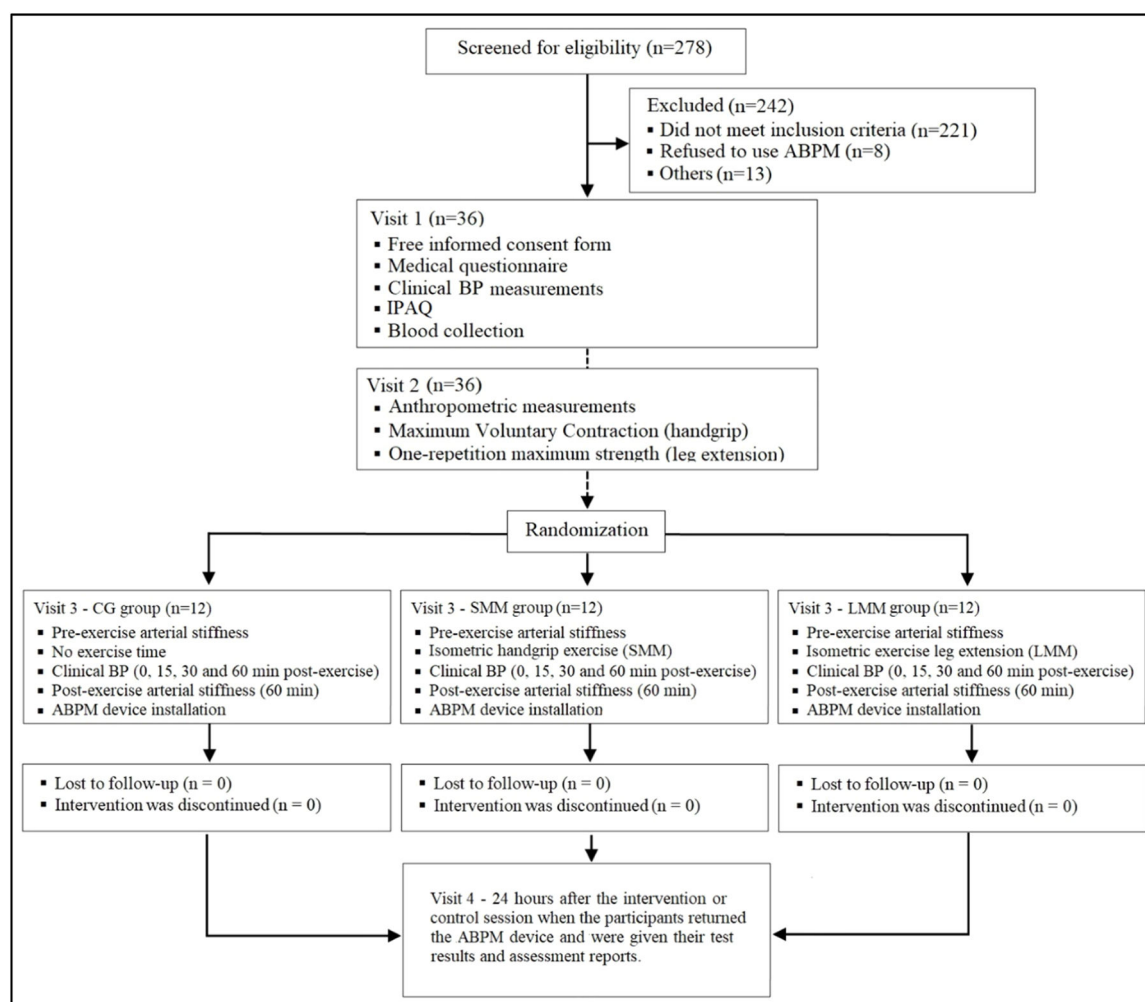 Screened for eligibility (n=278)
Excluded (n=242)
▪ Did not meet inclusion criteria (n=221)
▪ Refused to use ABPM (n=8)
▪ Others (n=13)
Visit 1 (n=36)
▪ Free informed consent form
▪ Medical questionnaire
▪ Clinical BP measurements
▪ IPAQ
▪ Blood collection
Visit 2 (n=36)
▪ Anthropometric measurements
▪ Maximum Voluntary Contraction (handgrip)
▪ One-repetition maximum strength (leg extension)
Randomization
Visit 3 - CG group (n=12)
▪ Pre-exercise arterial stiffness
▪ No exercise time
▪ Clinical BP (0, 15, 30 and 60 min post-exercise)
▪ Post-exercise arterial stiffness (60 min)
▪ ABPM device installation
Visit 3 - SMM group (n=12)
▪ Pre-exercise arterial stiffness
▪ Isometric handgrip exercise (SMM)
▪ Clinical BP (0, 15, 30 and 60 min post-exercise)
▪ Post-exercise arterial stiffness (60 min)
▪ ABPM device installation
Visit 3 - LMM group (n=12)
▪ Pre-exercise arterial stiffness
▪ Isometric exercise leg extension (LMM)
▪ Clinical BP (0, 15, 30 and 60 min post-exercise)
▪ Post-exercise arterial stiffness (60 min)
▪ ABPM device installation
▪ Lost to follow-up (n = 0)
▪ Intervention was discontinued (n = 0)
▪ Lost to follow-up (n = 0)
▪ Intervention was discontinued (n = 0)
▪ Lost to follow-up (n = 0)
▪ Intervention was discontinued (n = 0)
Visit 4 - 24 hours after the intervention or
control session when the participants returned
the ABPM device and were given their test
results and assessment reports.